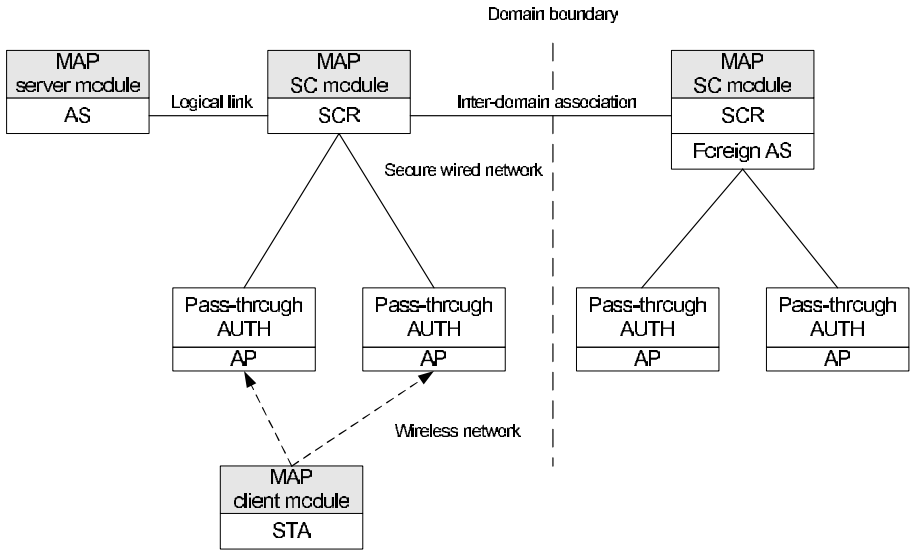 Domain boundary
MAP
server module
AS
Logical link
MAP
SC module
SCR
Inter-domain association
MAP
SC module
SCR
Foreign AS
Secure wired network
Pass-through
AUTH
AP
Pass-through
AUTH
AP
Pass-through
AUTH
AP
Pass-through
AUTH
AP
Wireless network
MAP
client module
STA